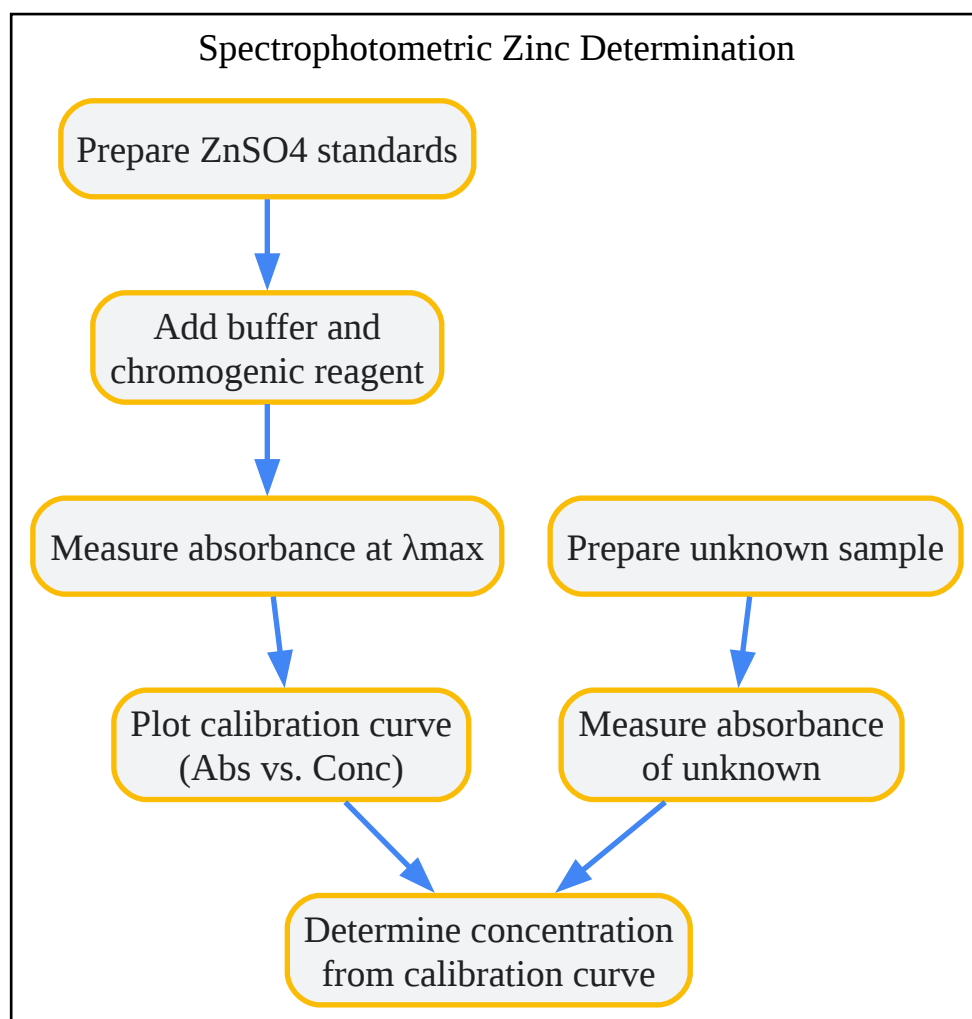 Spectrophotometric Zinc Determination
Prepare ZnSO4 standards
Add buffer and
chromogenic reagent
Measure absorbance at λmax
Prepare unknown sample
Plot calibration curve
(Abs vs. Conc)
Measure absorbance
of unknown
Determine concentration
from calibration curve